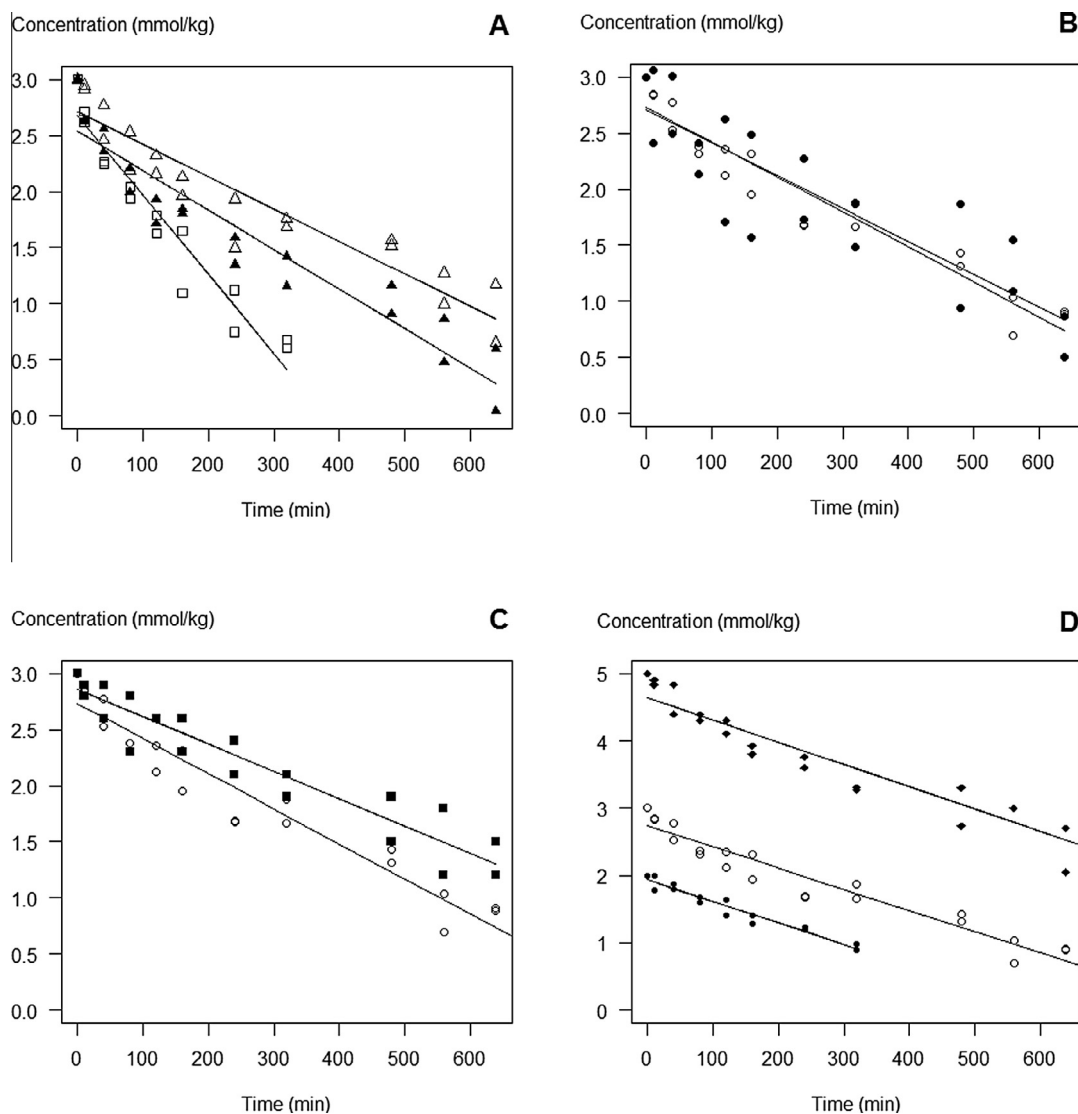 Concentration (mmol/kg) A
3.0
2.5
2.0
1.5
1.0
0.5
0.0
0 100 200 300 400 500 600
Time (min)
Concentration (mmol/kg) B
3.0
2.5
2.0
1.5
1.0
0.5
0.0
0 100 200 300 400 500 600
Time (min)
Concentration (mmol/kg) C
3.0
2.5
2.0
1.5
1.0
0.5
0.0
0 100 200 300 400 500 600
Time (min)
Concentration (mmol/kg) D
5
4
3
2
1
0
0 100 200 300 400 500 600
Time (min)